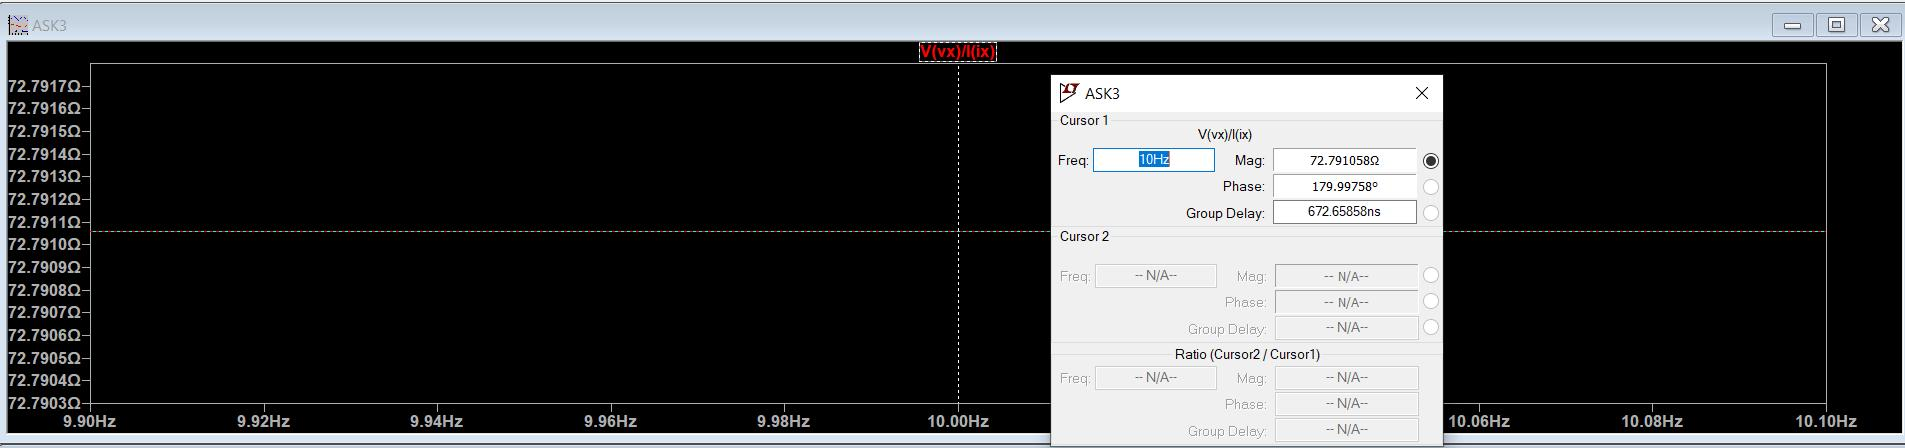 ASK3
V(vx)/I(ix)
72.7917Ω
72.7916Ω
72.7915Ω
72.7914Ω
72.7913Ω
72.7912Ω
72.7911Ω
72.7910Ω
72.7909Ω
72.7908Ω
72.7907Ω
72.7906Ω
72.7905Ω
72.7904Ω
72.7903Ω
9.90Hz 9.92Hz 9.94Hz 9.96Hz 9.98Hz 10.00Hz 10.06Hz 10.08Hz 10.10Hz
ASK3
Cursor 1
V(vx)/I(ix)
Freq: 10Hz Mag: 72.791058Ω
Phase: 179.99758°
Group Delay: 672.65858ns
Cursor 2
Freq: -- N/A-- Mag: -- N/A--
Phase: -- N/A--
Group Delay: -- N/A--
Ratio (Cursor2 / Cursor1)
Freq: -- N/A-- Mag: -- N/A--
Phase: -- N/A--
Group Delay: -- N/A--